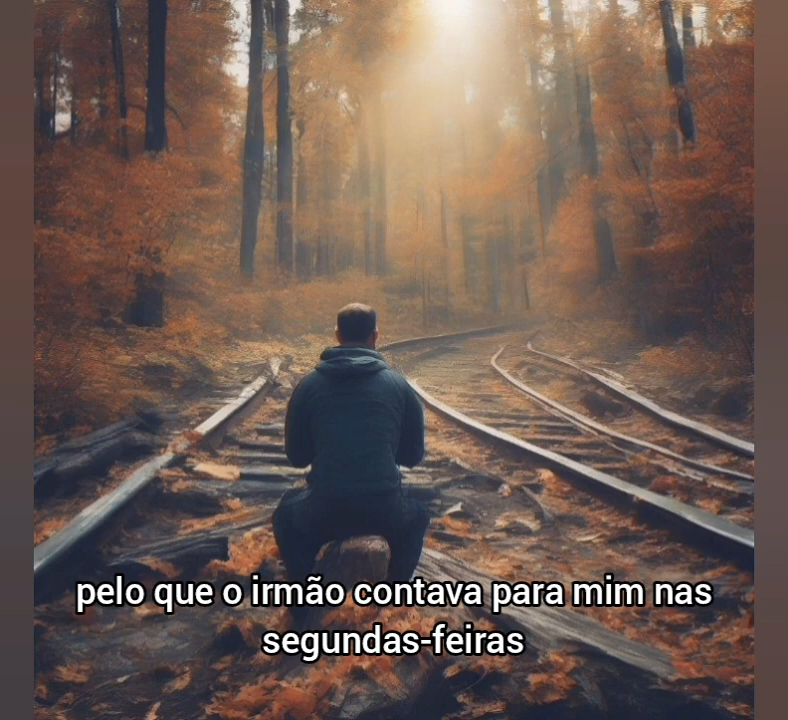 pelo que o irmão contava para mim nas
segundas-feiras